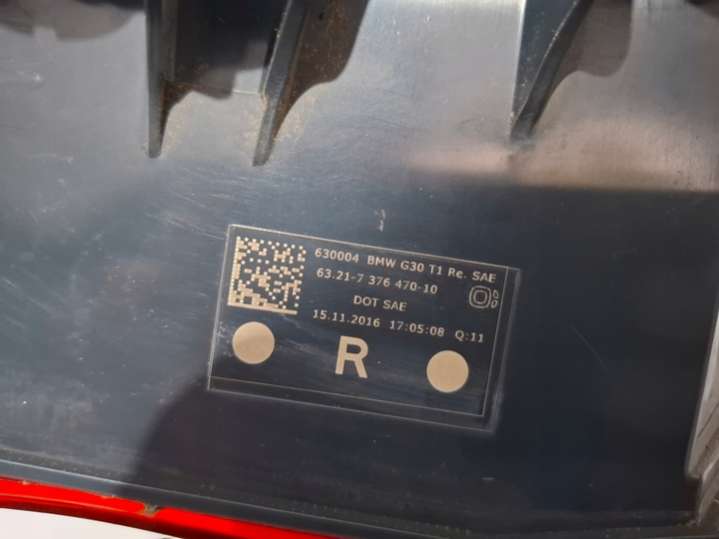 630004 BMW G30 T1 Re. SAE
63.21-7 376 470-10
DOT SAE
15.11.2016 17:05:08 Q:11
R